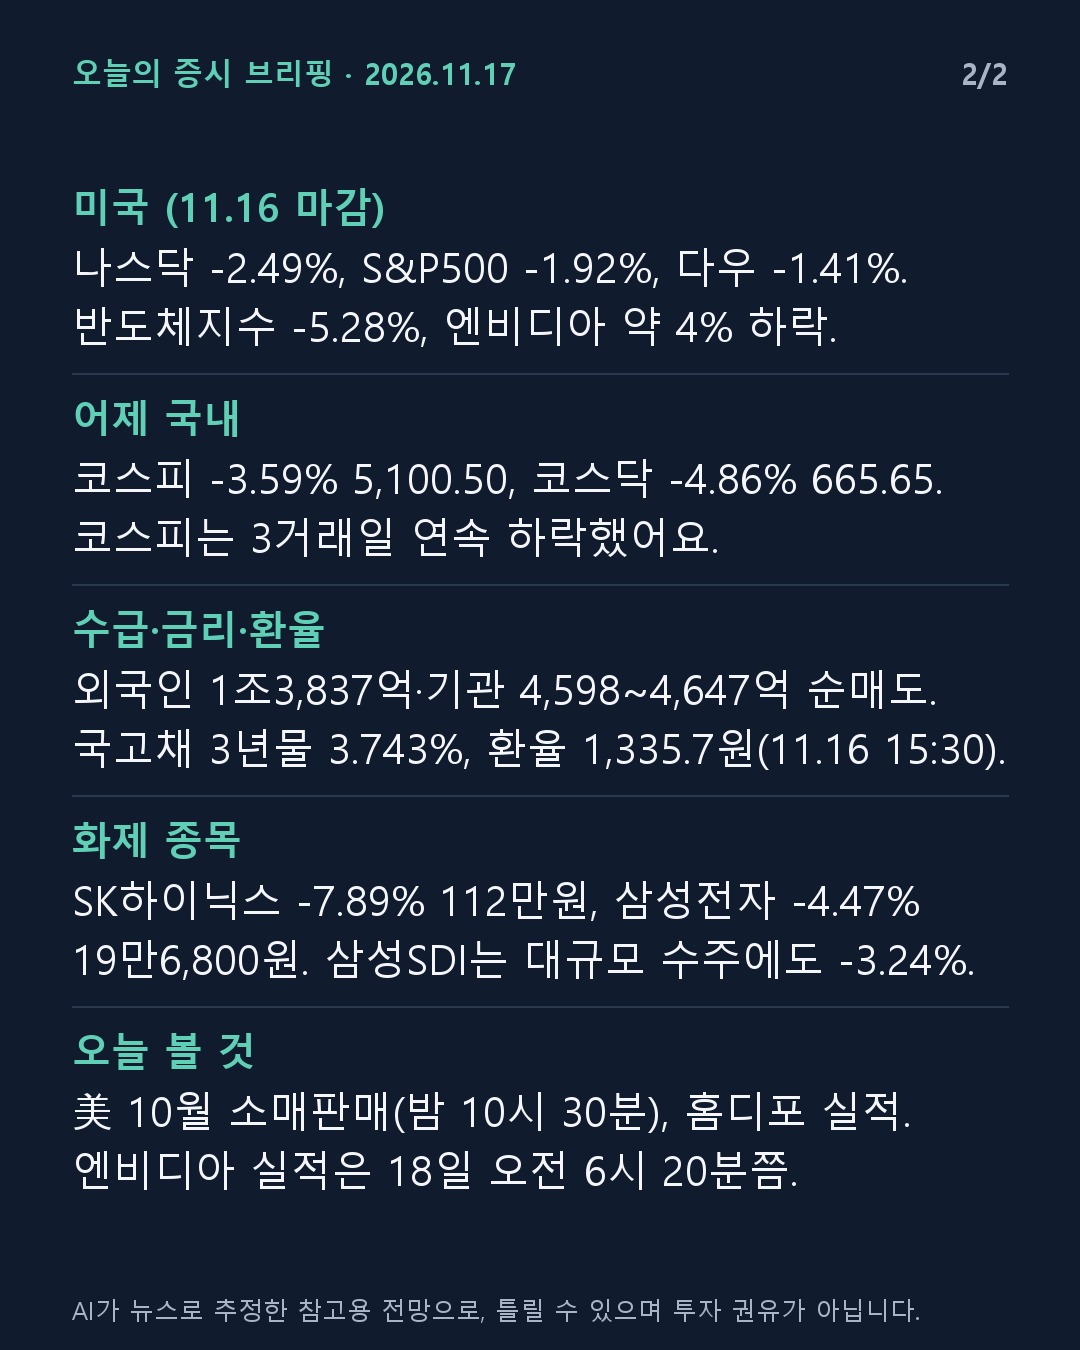 오늘의 증시 브리핑 · 2026.11.17
2/2
미국 (11.16 마감)
나스닥 -2.49%, S&P500 -1.92%, 다우 -1.41%.
반도체지수 -5.28%, 엔비디아 약 4% 하락.
어제 국내
코스피 -3.59% 5,100.50, 코스닥 -4.86% 665.65.
코스피는 3거래일 연속 하락했어요.
수급·금리·환율
외국인 1조3,837억·기관 4,598~4,647억 순매도.
국고채 3년물 3.743%, 환율 1,335.7원(11.16 15:30).
화제 종목
SK하이닉스 -7.89% 112만원, 삼성전자 -4.47%
19만6,800원. 삼성SDI는 대규모 수주에도 -3.24%.
오늘 볼 것
美 10월 소매판매(밤 10시 30분), 홈디포 실적.
엔비디아 실적은 18일 오전 6시 20분쯤.
AI가 뉴스로 추정한 참고용 전망으로, 틀릴 수 있으며 투자 권유가 아닙니다.